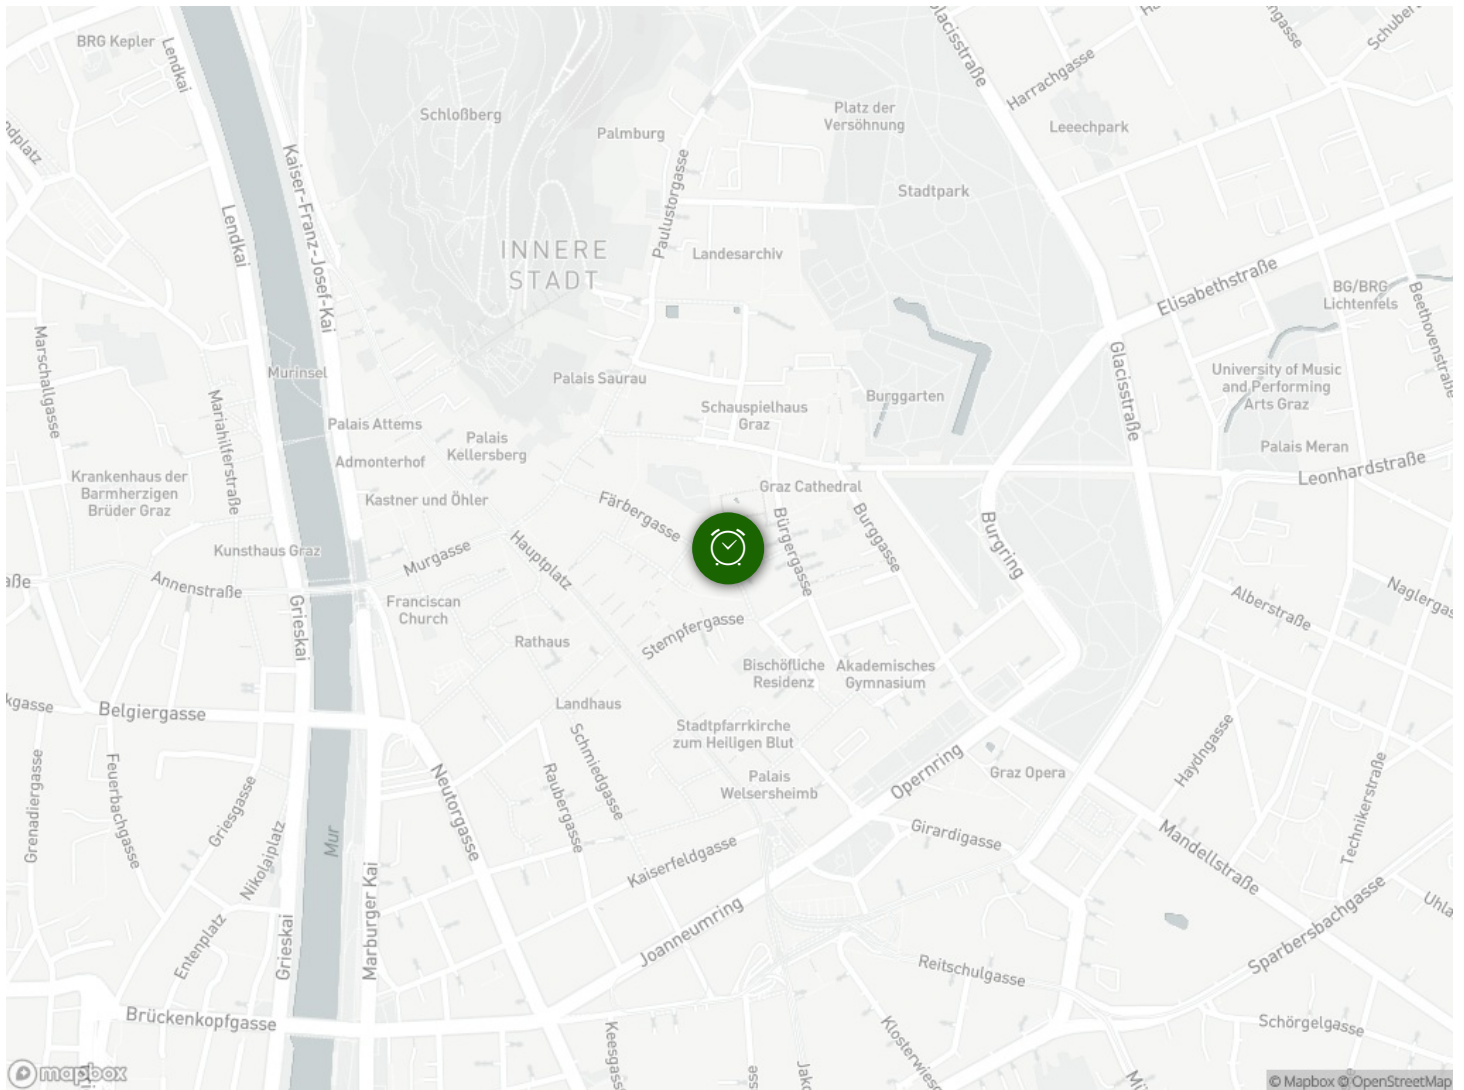 BRG Kepler
Lendkai
Schloßberg
Palmburg
Platz der
Versöhnung
Glacisstraße
Harrachgasse
Leeechpark
Kaiser-Franz-Josef-Kai
Paulustorgasse
Stadtpark
Lendkai
INNERE
STADT
Landesarchiv
Elisabethstraße
BG/BRG
Lichtenfels
Beethovenstraße
Marschallgasse
Murinsel
Mariahilferstraße
Palais Saurau
Burggarten
Glacisstraße
University of Music
and Performing
Arts Graz
Palais Attems
Schauspielhaus
Graz
Palais
Kellersberg
Admonterhof
Palais Meran
Leonhardstraße
Krankenhaus der
Barmherzigen
Brüder Graz
Kastner und Öhler
Färbergasse
Graz Cathedral
Bürgergasse
Burggasse
Burgring
Kunsthaus Graz
Murgasse
Hauptplatz
Annenstraße
Grieskai
Franciscan
Church
Alberstraße
Rathaus
Stempfergasse
Bischöfliche
Residenz
Akademisches
Gymnasium
Belgiergasse
Landhaus
Schmiedgasse
Stadtpfarrkirche
zum Heiligen Blut
Haydngasse
Grenadiergasse
Feuerbachgasse
Griesgasse
Neutorgasse
Raubergasse
Palais
Welsersheimb
Opernring
Graz Opera
Technikerstraße
Nikolaiplatz
Mur
Kaiserfeldgasse
Girardigasse
Mandellstraße
Marburger Kai
Entenplatz
Grieskai
Joanneumring
Reitschulgasse
Sparbersbachgasse
Brückenkopfgasse
Schörgelgasse
mapbox
© Mapbox © OpenStreetMap